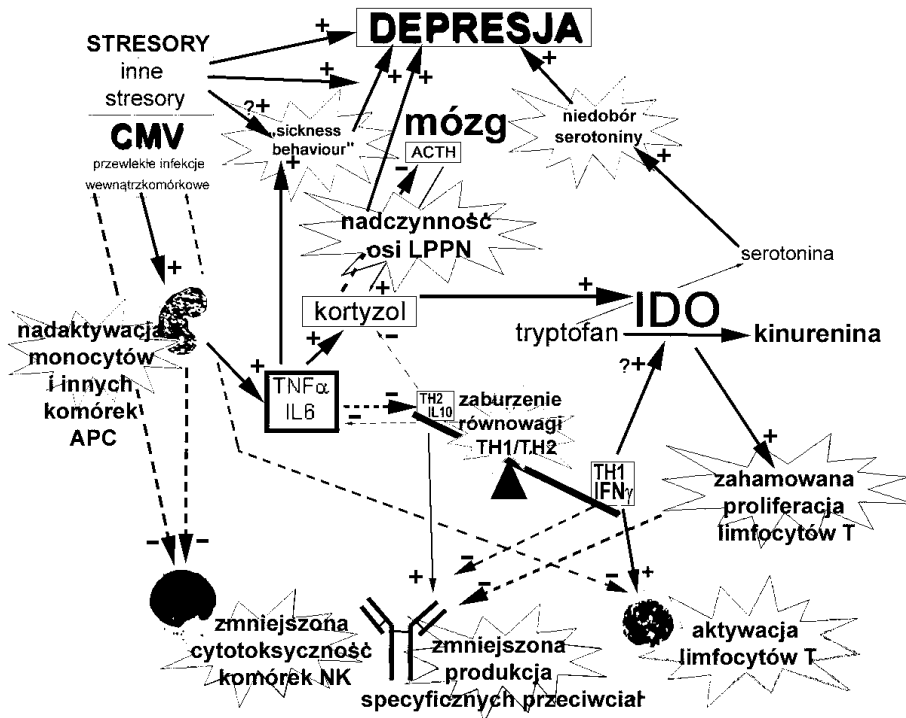 DEPRESJA
STRESORY
inne
stresory
CMV
przewlekłe infekcje
wewnątrzkomórkowe
+
+
?+
+
+
+
„sickness
behaviour"
+
mózg
ACTH
–
niedobór
serotoniny
+
nadczynność
osi LPPN
serotonina
+
+
kortyzol
–
+
IDO
tryptofan
kinurenina
nadaktywacja
monocytów
i innych
komórek
APC
+
+
+
TNFα
IL6
–
–
TH2
IL10
zaburzenie
równowagi
TH1/TH2
?+
TH1
IFNγ
+
zahamowana
proliferacja
limfocytów T
–
–
–
–
+
–
+
zmniejszona
cytotoksyczność
komórek NK
zmniejszona
produkcja
specyficznych przeciwciał
aktywacja
limfocytów T